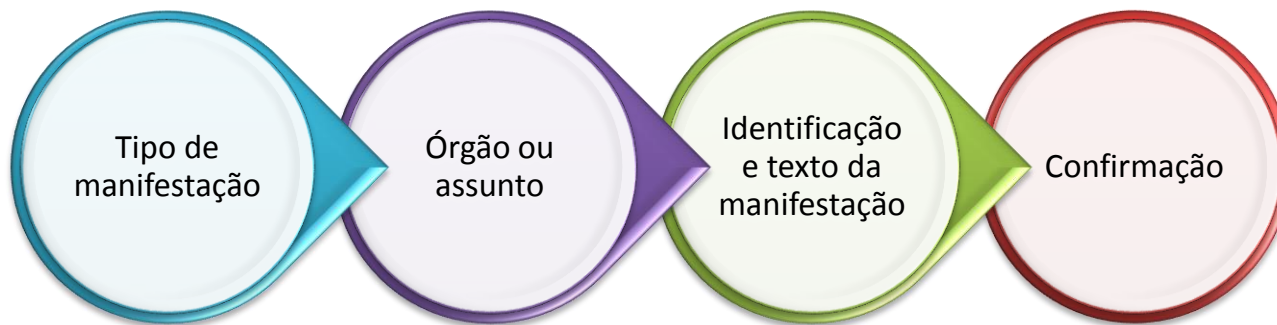 Tipo de
manifestação
Órgão ou
assunto
Identificação
e texto da
manifestação
Confirmação